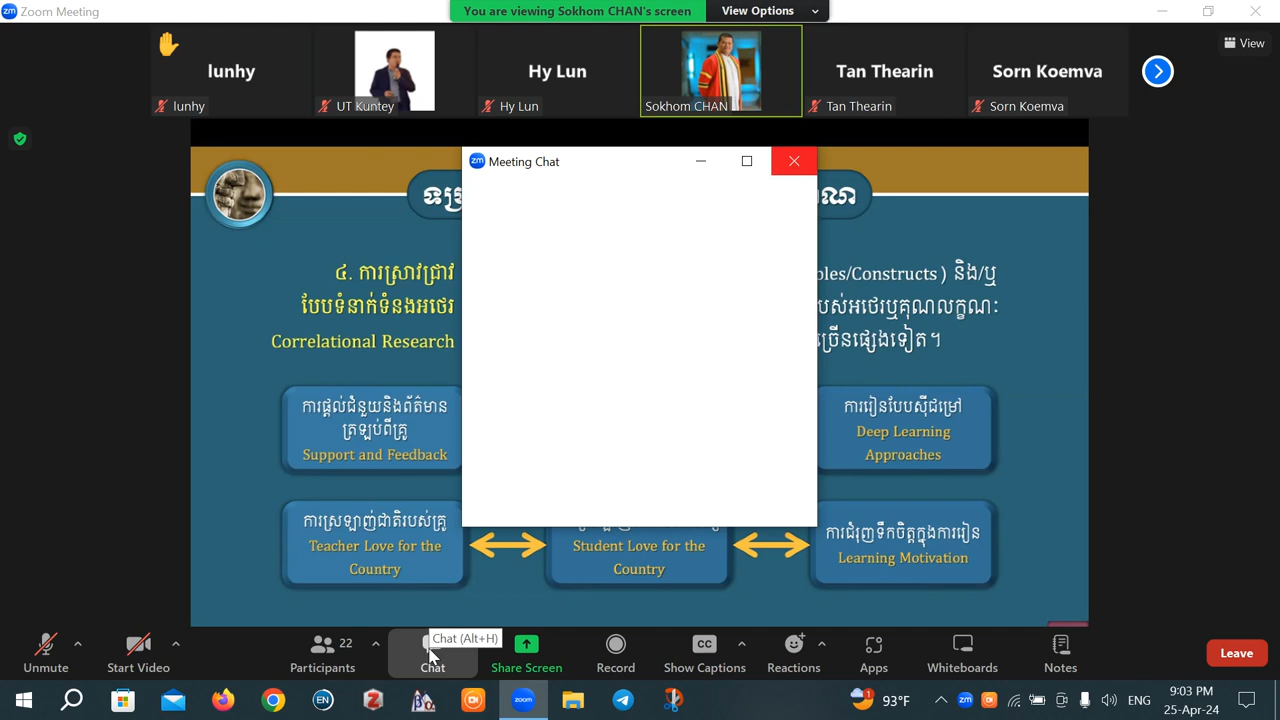 Zoom Meeting
You are viewing Sokhom CHAN's screen
View Options
lunhy
lunhy
UT Kuntey
Hy Lun
Hy Lun
Sokhom CHAN
Tan Thearin
Tan Thearin
Sorn Koemva
Sorn Koemva
View
zm Meeting Chat
៤. ការស្រាវជ្រាវ
បែបទំនាក់ទំនងអថេរ
Correlational Research
bles/Constructs ) និង/ឬ
របស់អថេរឬគុណលក្ខណៈ
ច្រើនផ្សេងទៀត។
ការផ្តល់ជំនួយនិងព័ត៌មាន
ត្រឡប់ពីគ្រូ
Support and Feedback
ការរៀនបែបស៊ីជម្រៅ
Deep Learning
Approaches
ការស្រឡាញ់ជាតិរបស់គ្រូ
Teacher Love for the
Country
Student Love for the
Country
ការជំរុញទឹកចិត្តក្នុងការរៀន
Learning Motivation
Chat (Alt+H)
Unmute
Start Video
22
Participants
Chat
Share Screen
Record
CC
Show Captions
Reactions
Apps
Whiteboards
Notes
Leave
EN
zoom
1
93°F
zm
ENG
9:03 PM
25-Apr-24